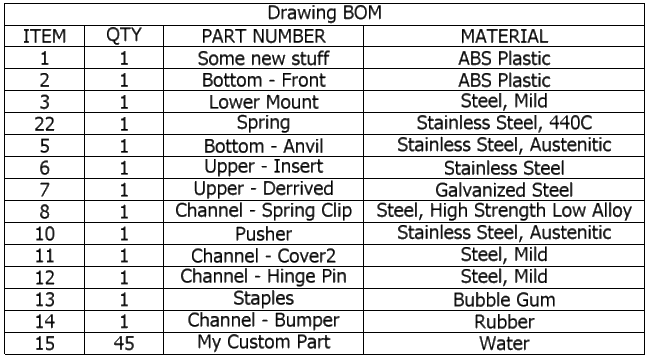 Drawing BOM
ITEM QTY PART NUMBER MATERIAL
1 1 Some new stuff ABS Plastic
2 1 Bottom - Front ABS Plastic
3 1 Lower Mount Steel, Mild
22 1 Spring Stainless Steel, 440C
5 1 Bottom - Anvil Stainless Steel, Austenitic
6 1 Upper - Insert Stainless Steel
7 1 Upper - Derrived Galvanized Steel
8 1 Channel - Spring Clip Steel, High Strength Low Alloy
10 1 Pusher Stainless Steel, Austenitic
11 1 Channel - Cover2 Steel, Mild
12 1 Channel - Hinge Pin Steel, Mild
13 1 Staples Bubble Gum
14 1 Channel - Bumper Rubber
15 45 My Custom Part Water